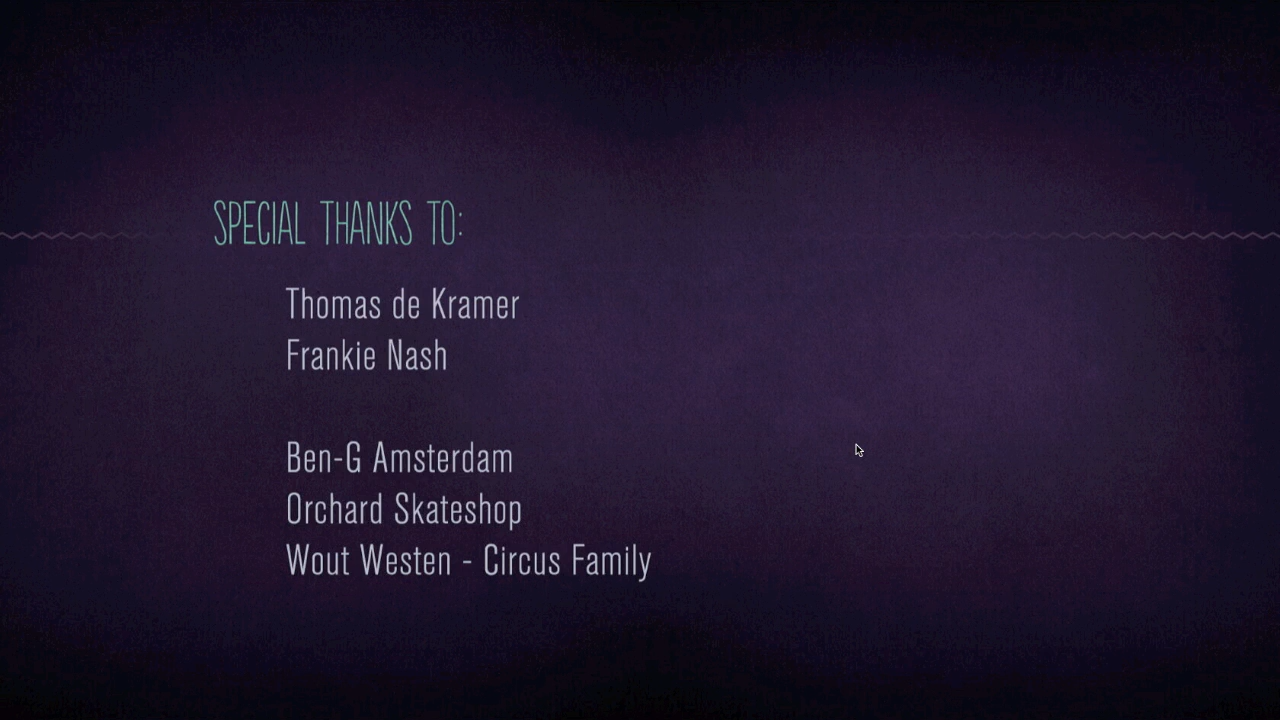 SPECIAL THANKS TO:
Thomas de Kramer
Frankie Nash
Ben-G Amsterdam
Orchard Skateshop
Wout Westen - Circus Family